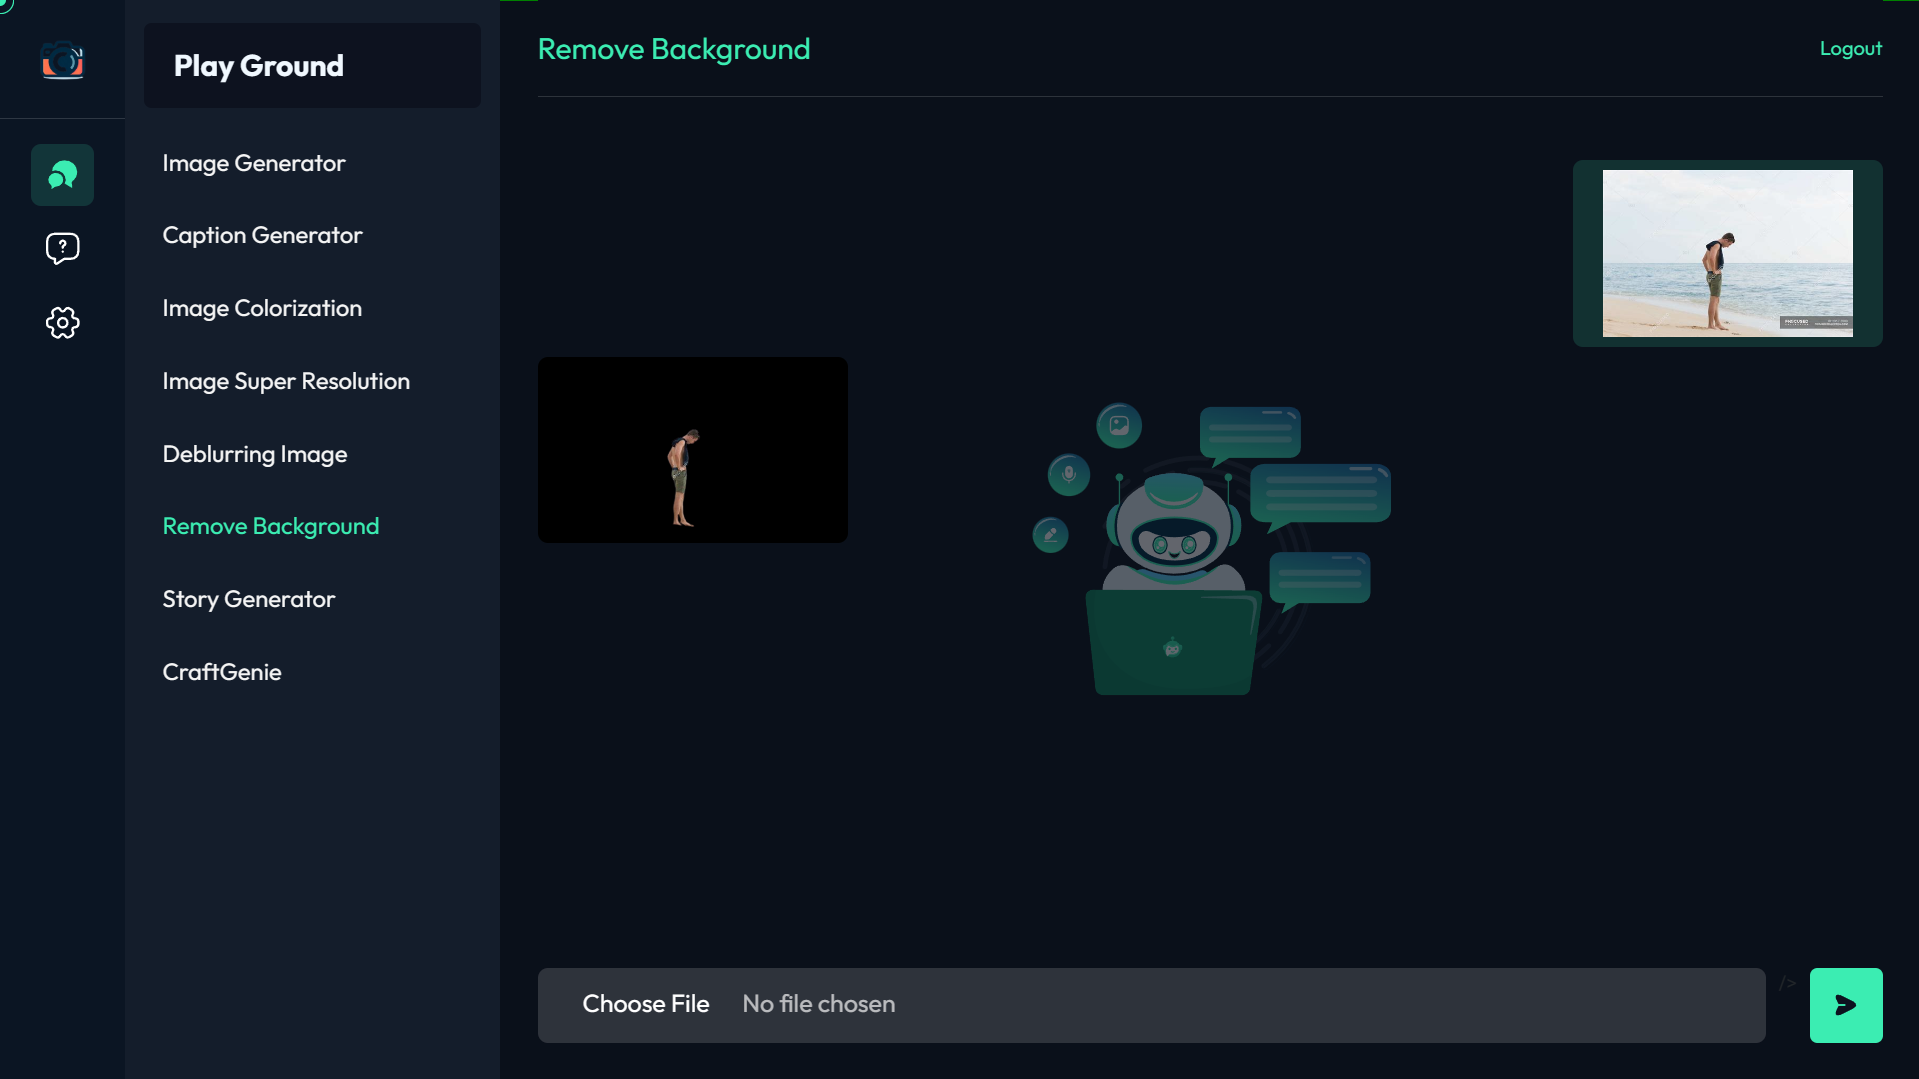 Play Ground
Image Generator
Caption Generator
Image Colorization
Image Super Resolution
Deblurring Image
Remove Background
Story Generator
CraftGenie
Remove Background
Logout
?
Choose File No file chosen
/>